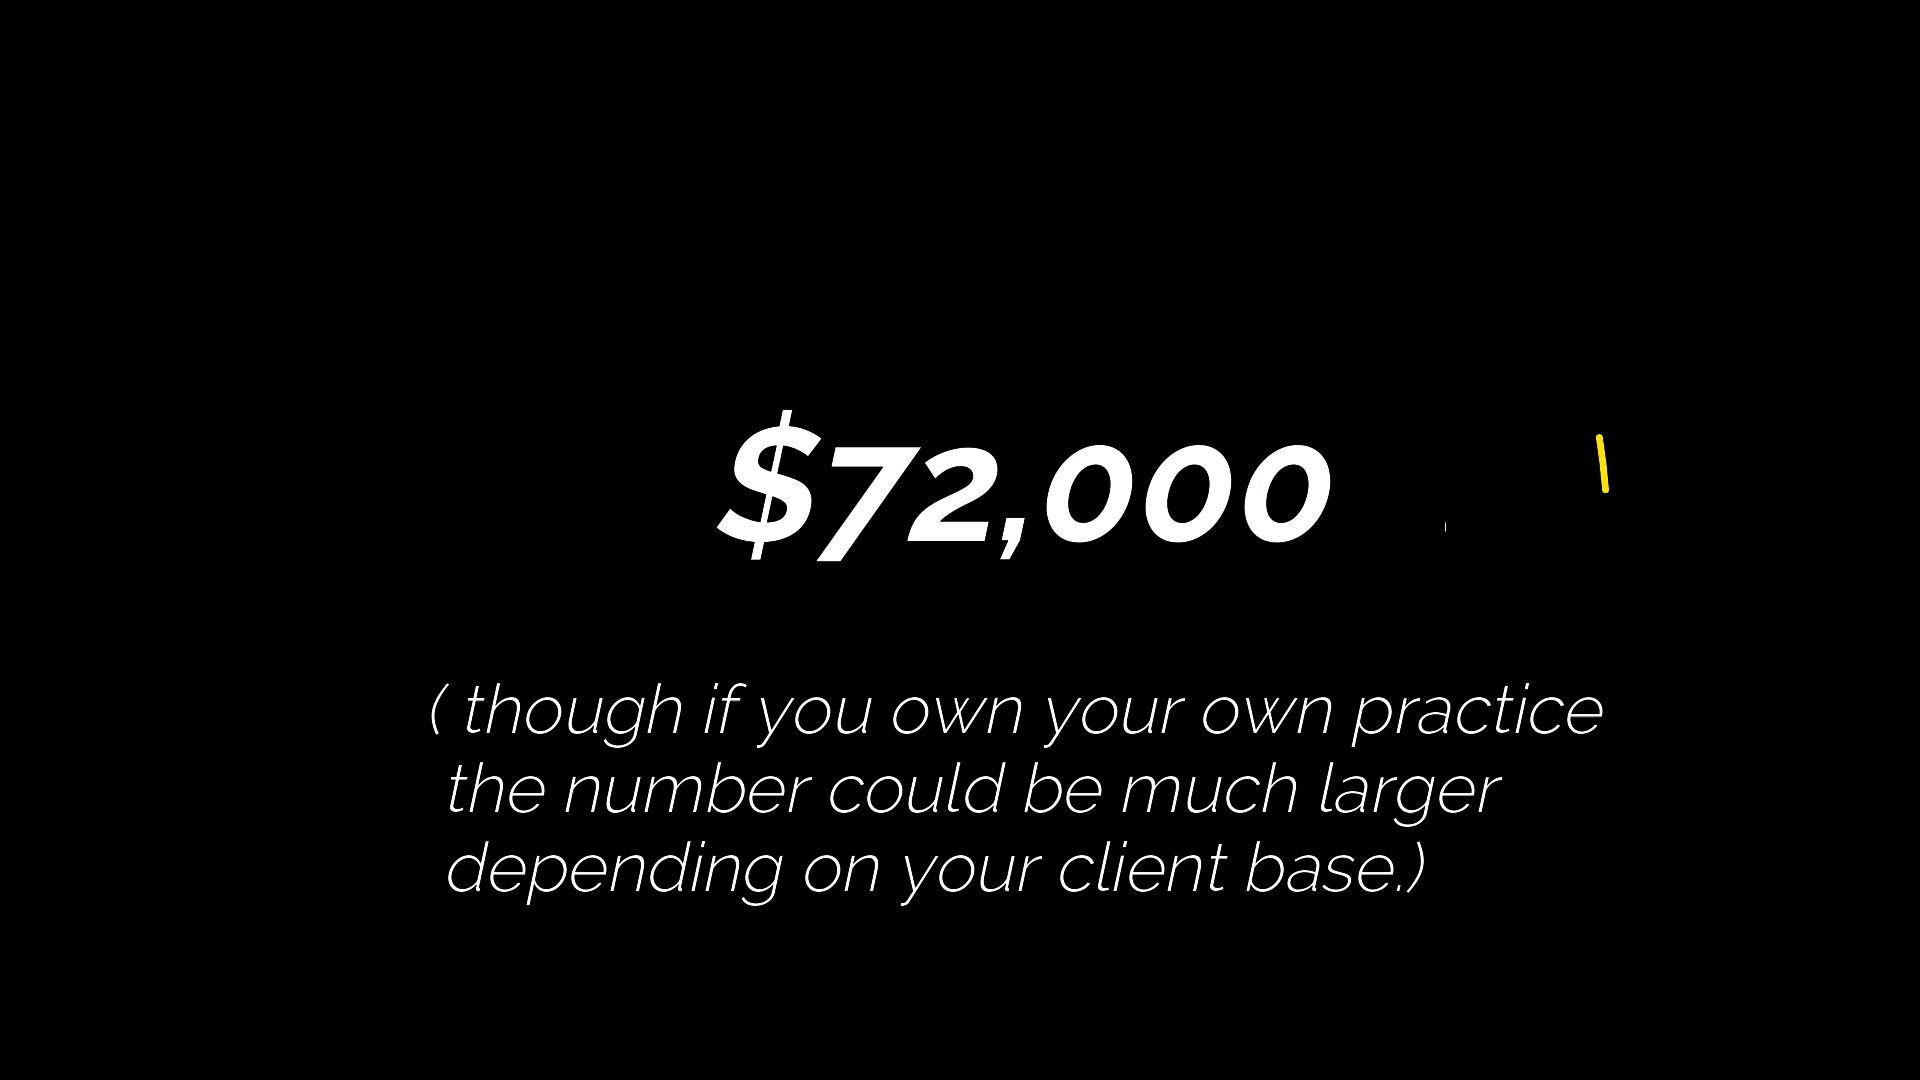 $72,000
( though if you own your own practice
the number could be much larger
depending on your client base.)